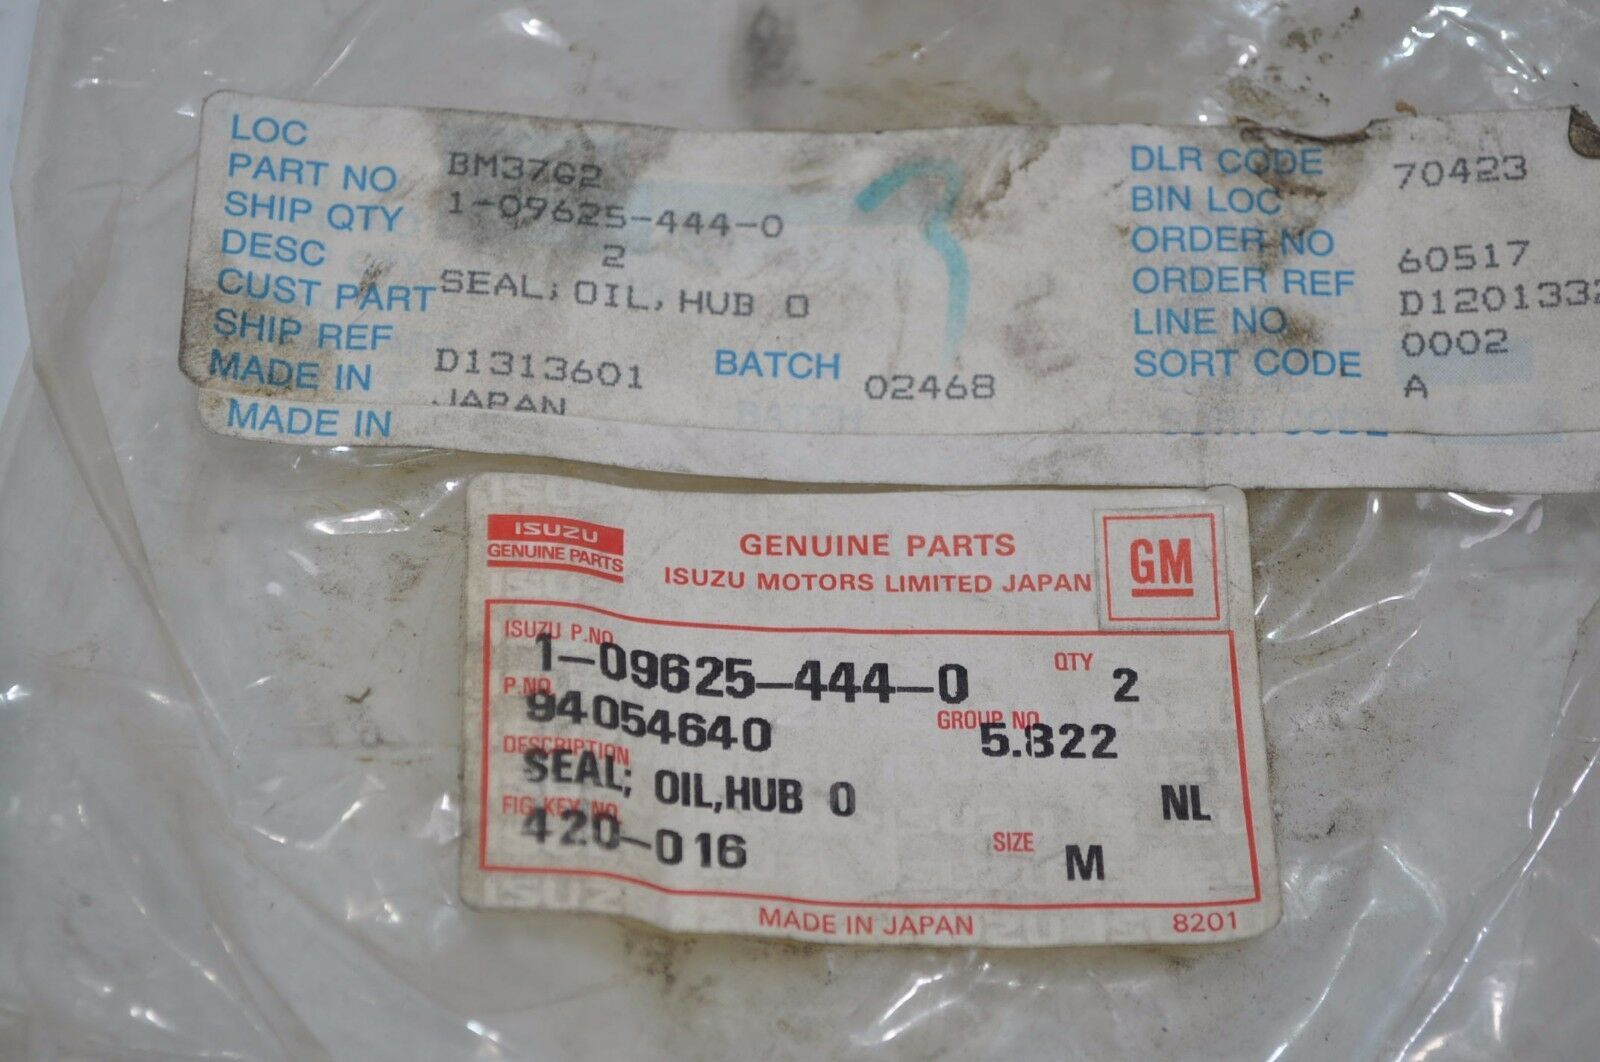 LOC BM37G2 DLR CODE 70423
PART NO 1-09625-444-0 BIN LOC
SHIP QTY 2 ORDER NO 60517
DESC SEAL; OIL, HUB O ORDER REF D1201332
CUST PART LINE NO 0002
SHIP REF D1313601 BATCH 02468 SORT CODE A
MADE IN JAPAN
MADE IN BATCH SORT CODE
ISUZU
GENUINE PARTS
GENUINE PARTS
ISUZU MOTORS LIMITED JAPAN
GM
ISUZU P.NO. 1-09625-444-0 QTY 2
P.NO. 94054640 GROUP NO. 5.822
DESCRIPTION SEAL; OIL,HUB O NL
FIG KEY NO. 420-016 SIZE M
MADE IN JAPAN 8201